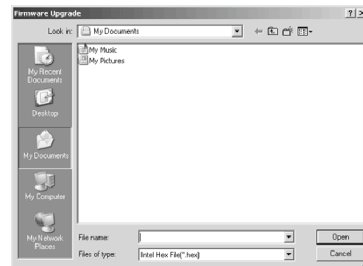 Firmware Upgrade
Look in: My Documents
My Music
My Pictures
My Recent
Documents
Desktop
My Documents
My Computer
My Network
Places
File name:
Open
Files of type: Intel Hex File(*.hex)
Cancel